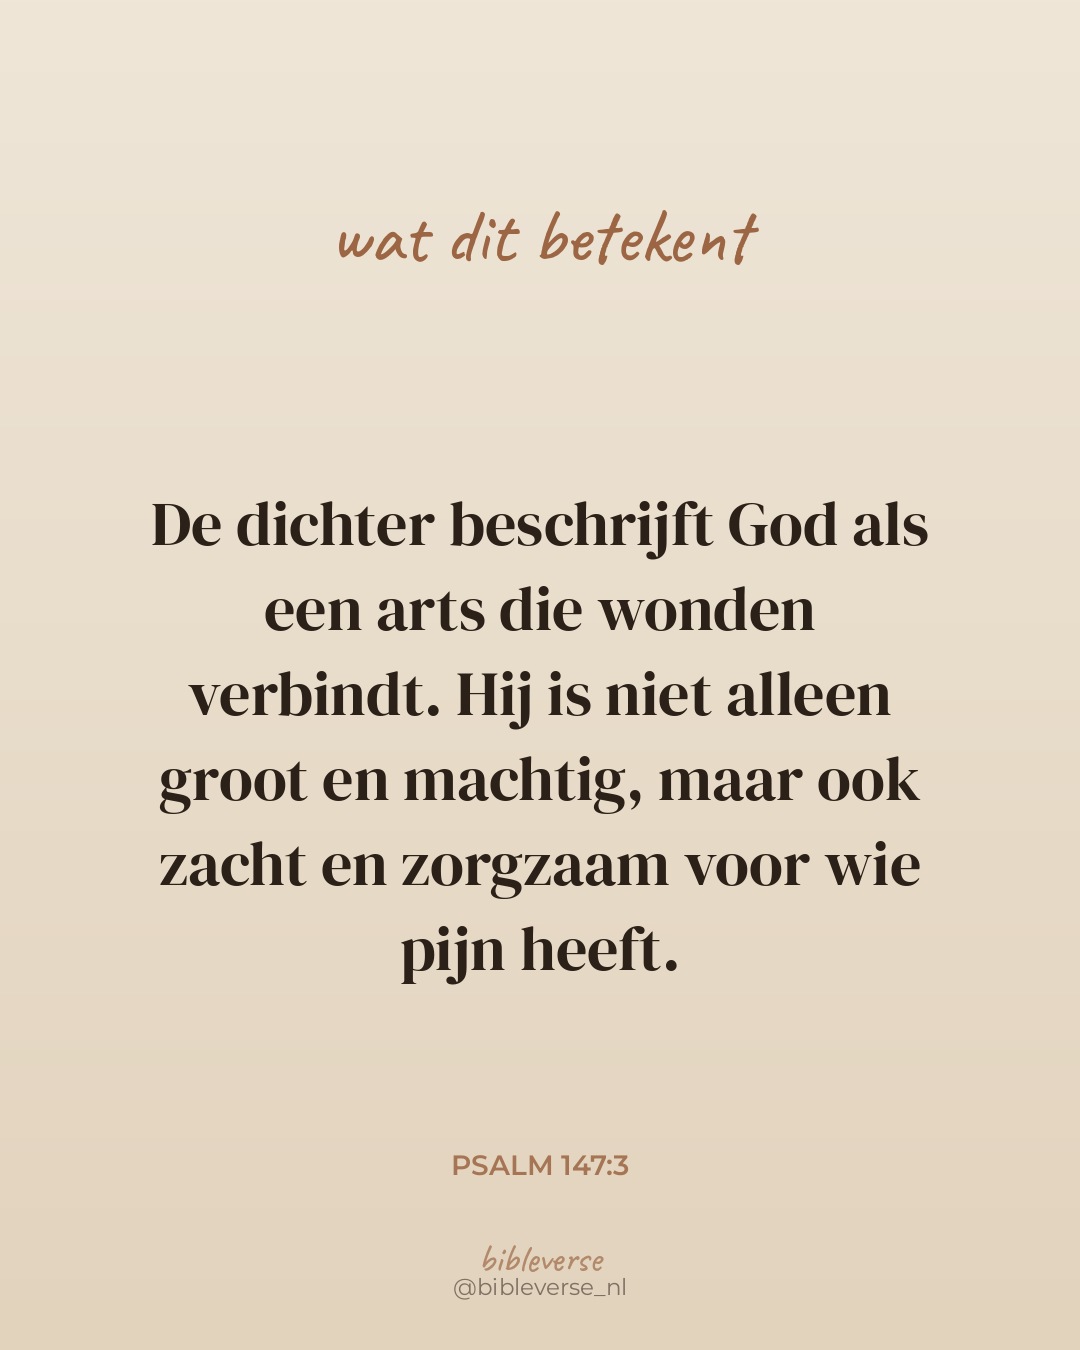 wat dit betekent
De dichter beschrijft God als
een arts die wonden
verbindt. Hij is niet alleen
groot en machtig, maar ook
zacht en zorgzaam voor wie
pijn heeft.
PSALM 147:3
bibleverse
@bibleverse_nl